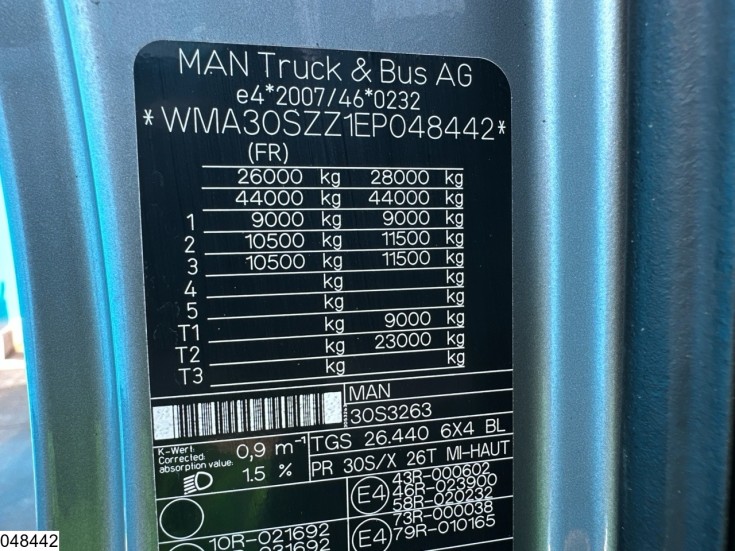 MAN Truck & Bus AG
e4*2007/46*0232
*WMA30SZZ1EP048442*
(FR)
26000 kg 28000 kg
44000 kg 44000 kg
1 9000 kg 9000 kg
2 10500 kg 11500 kg
3 10500 kg 11500 kg
4 kg kg
5 kg kg
T1 kg 9000 kg
T2 kg 23000 kg
T3 kg kg
MAN
30S3263
K-Wert:
Corrected
absorption value:
0,9 m⁻¹
1.5 %
TGS 26.440 6X4 BL
PR 30S/X 26T MI-HAUT
E4
43R-000602
46R-023900
58R-020232
E4
73R-000038
79R-010165
10R-021692
048442